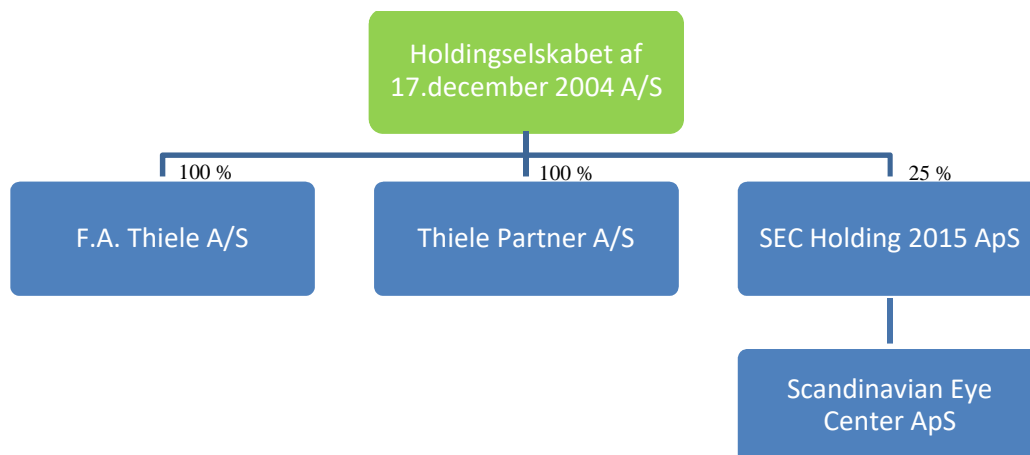 Holdingselskabet af
17.december 2004 A/S
100 %
100 %
25 %
F.A. Thiele A/S
Thiele Partner A/S
SEC Holding 2015 ApS
Scandinavian Eye
Center ApS